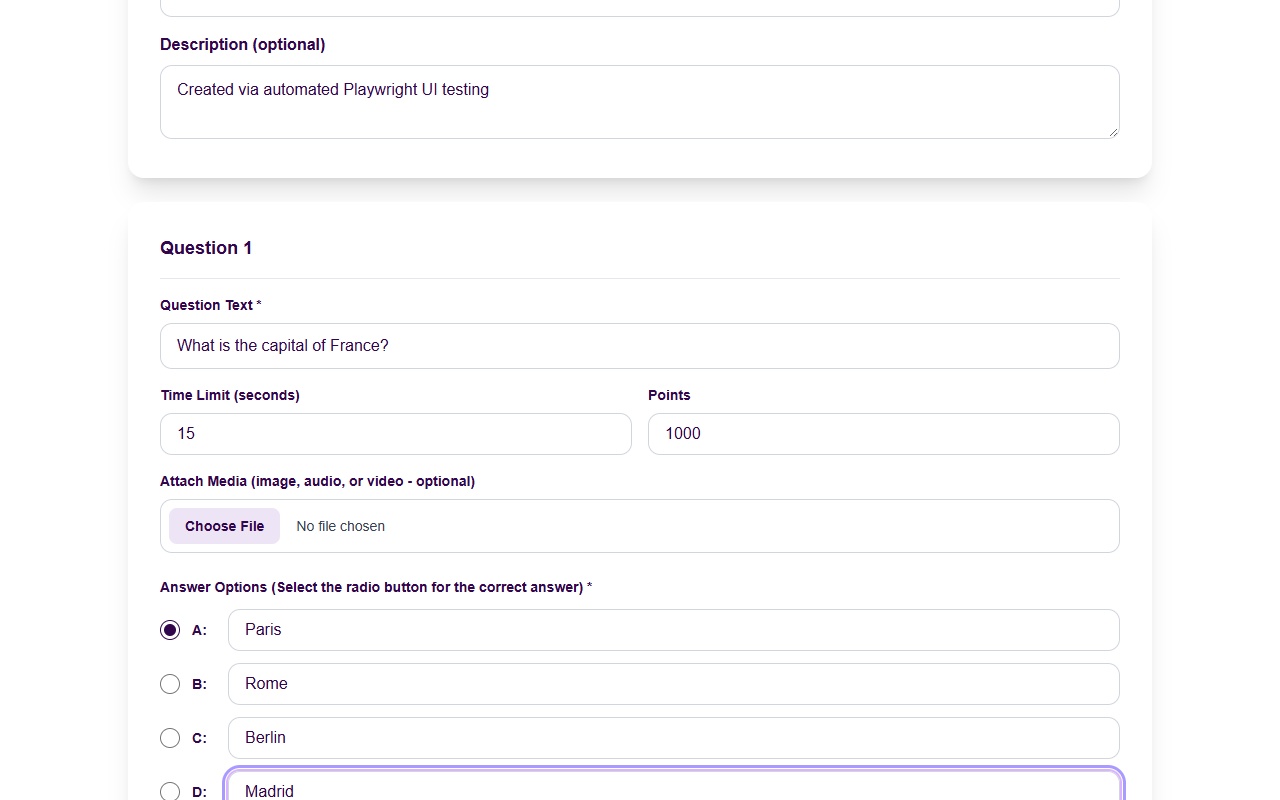 Description (optional)
Created via automated Playwright UI testing
Question 1
Question Text *
What is the capital of France?
Time Limit (seconds)
Points
15
1000
Attach Media (image, audio, or video - optional)
Choose File
No file chosen
Answer Options (Select the radio button for the correct answer) *
A:
Paris
B:
Rome
C:
Berlin
D:
Madrid